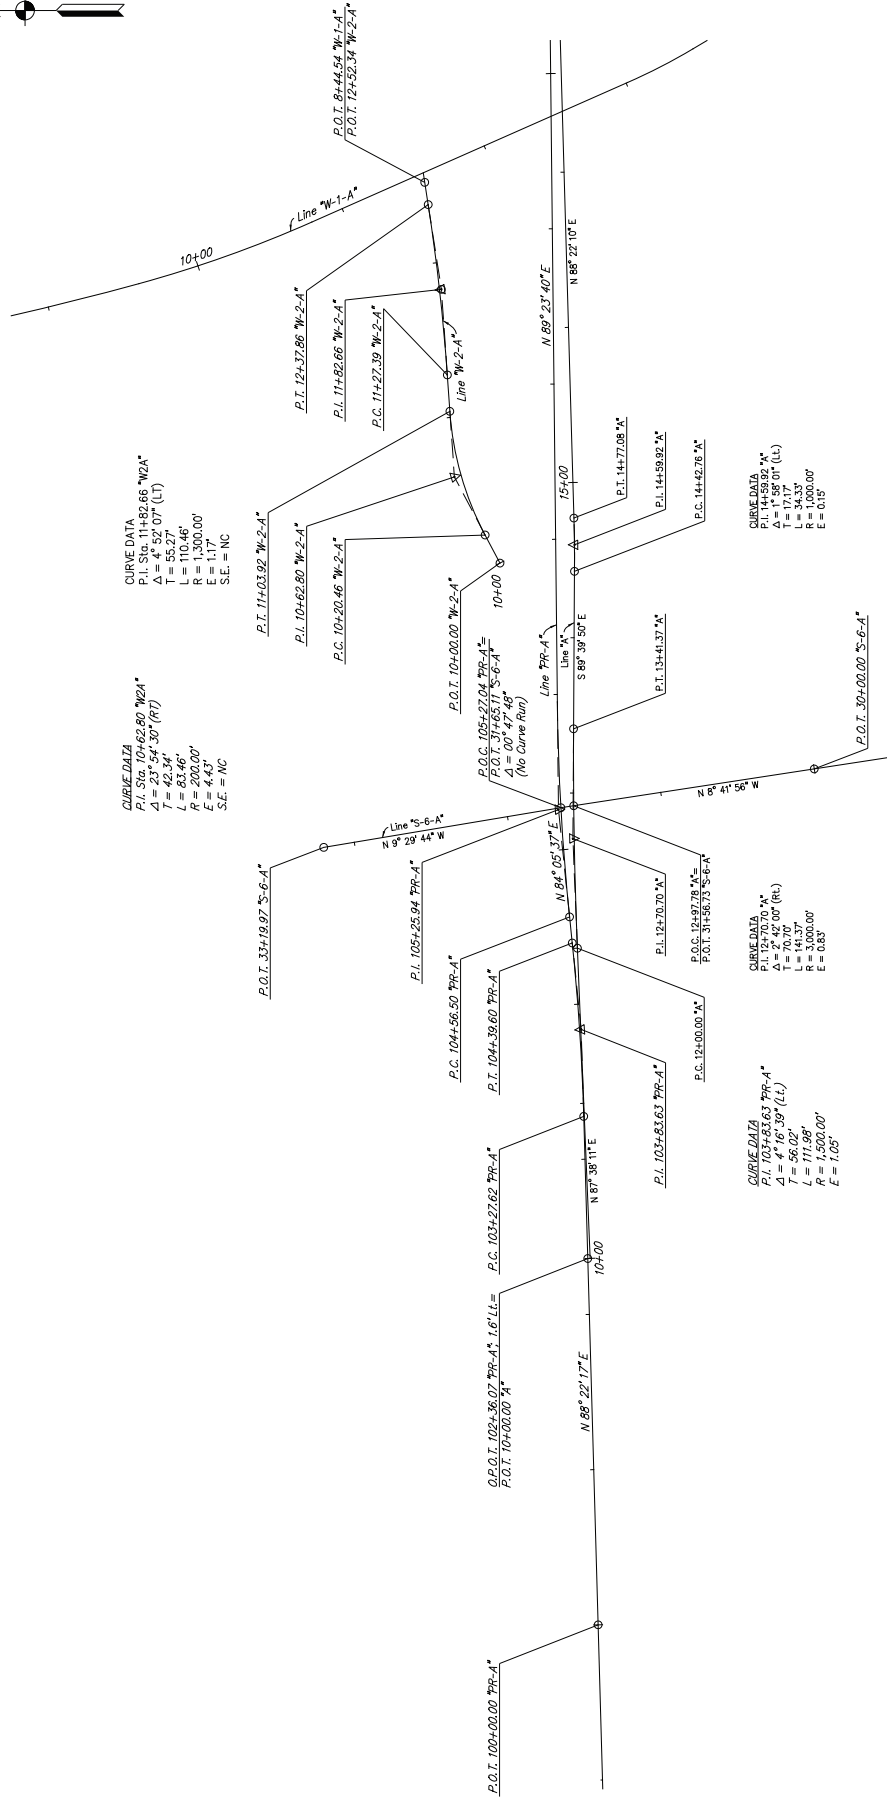 P.O.T. 8+44.54 "W-1-A"
P.O.T. 12+52.34 "W-2-A"
Line "W-1-A"
10+00
P.T. 12+37.86 "W-2-A"
P.I. 11+82.66 "W-2-A"
P.C. 11+27.39 "W-2-A"
Line "W-2-A"
CURVE DATA
P.I. Sta. 11+82.66 "W2A"
Δ = 4° 52' 07" (LT)
T = 55.27'
L = 110.46'
R = 1,300.00'
E = 1.17'
S.E. = NC
P.T. 11+03.92 "W-2-A"
P.I. 10+62.80 "W-2-A"
P.C. 10+20.46 "W-2-A"
P.O.T. 10+00.00 "W-2-A"
10+00
CURVE DATA
P.I. Sta. 10+62.80 "W2A"
Δ = 23° 54' 30" (RT)
T = 42.34'
L = 83.46'
R = 200.00'
E = 4.43'
S.E. = NC
N 89° 23' 40" E
N 88° 22' 10" E
15+00
P.T. 14+77.08 "A"
P.I. 14+59.92 "A"
P.C. 14+42.76 "A"
CURVE DATA
P.I. 14+59.92 "A"
Δ = 1° 58' 01" (Lt.)
T = 17.17'
L = 34.33'
R = 1,000.00'
E = 0.15'
P.O.C. 105+27.04 "PR-A"=
P.O.T. 31+65.11 "S-6-A"
Δ = 00° 47' 48"
(No Curve Run)
Line "PR-A"
Line "A"
S 89° 39' 50" E
P.T. 13+41.37 "A"
P.O.T. 30+00.00 "S-6-A"
N 8° 41' 56" W
Line "S-6-A"
N 9° 29' 44" W
P.O.T. 33+19.97 "S-6-A"
N 84° 05' 37" E
P.I. 105+25.94 "PR-A"
P.C. 104+56.50 "PR-A"
P.T. 104+39.60 "PR-A"
P.I. 12+70.70 "A"
P.O.C. 12+97.78 "A"=
P.O.T. 31+56.73 "S-6-A"
P.C. 12+00.00 "A"
CURVE DATA
P.I. 12+70.70 "A"
Δ = 2° 42' 00" (Rt.)
T = 70.70'
L = 141.37'
R = 3,000.00'
E = 0.83'
P.I. 103+83.63 "PR-A"
P.C. 103+27.62 "PR-A"
N 87° 38' 11" E
10+00
CURVE DATA
P.I. 103+83.63 "PR-A"
Δ = 4° 16' 39" (Lt.)
T = 56.02'
L = 111.98'
R = 1,500.00'
E = 1.05'
O.P.O.T. 102+36.07 "PR-A", 1.6' Lt.=
P.O.T. 10+00.00 "A"
N 88° 22' 17" E
P.O.T. 100+00.00 "PR-A"